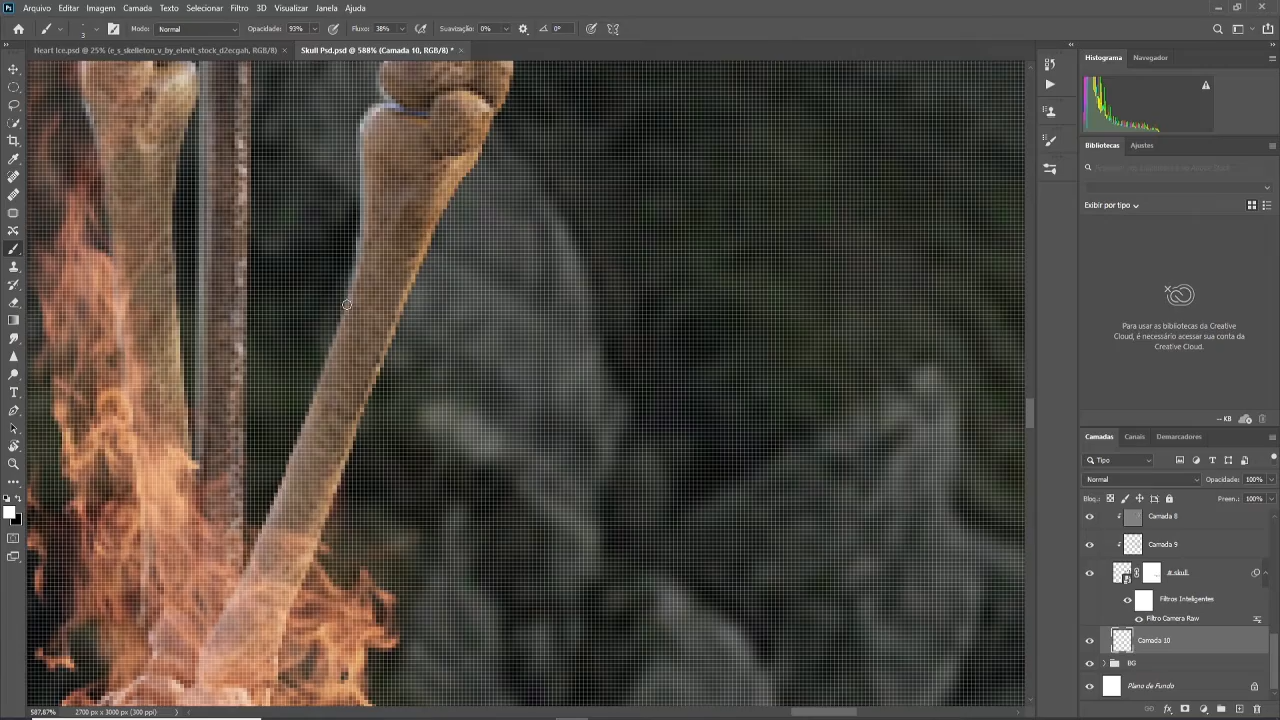 Arquivo Editar Imagem Camada Texto Selecionar Filtro 3D Visualizar Janela Ajuda
3 Modo: Normal Opacidade: 93% Fluxo: 38% Suavização: 0% 0°
Heart Ice.psd @ 25% (e_s_skelleton_v_by_elevit_stock_d2ecgah, RGB/8) × Skull Psd.psd @ 588% (Camada 10, RGB/8) * ×
Histograma Navegador
Bibliotecas Ajustes
Exibir por tipo
Para usar as bibliotecas da Creative
Cloud, é necessário acessar sua conta da
Creative Cloud.
-- KB
Camadas Canais Demarcadores
Tipo
Normal Opacidade: 100%
Bloq.: Preen.: 100%
Camada 8
Camada 9
Filtros Inteligentes
Filtro Camera Raw
Camada 10
BG
Plano de Fundo
587,87% 2700 px x 3000 px (300 ppi)